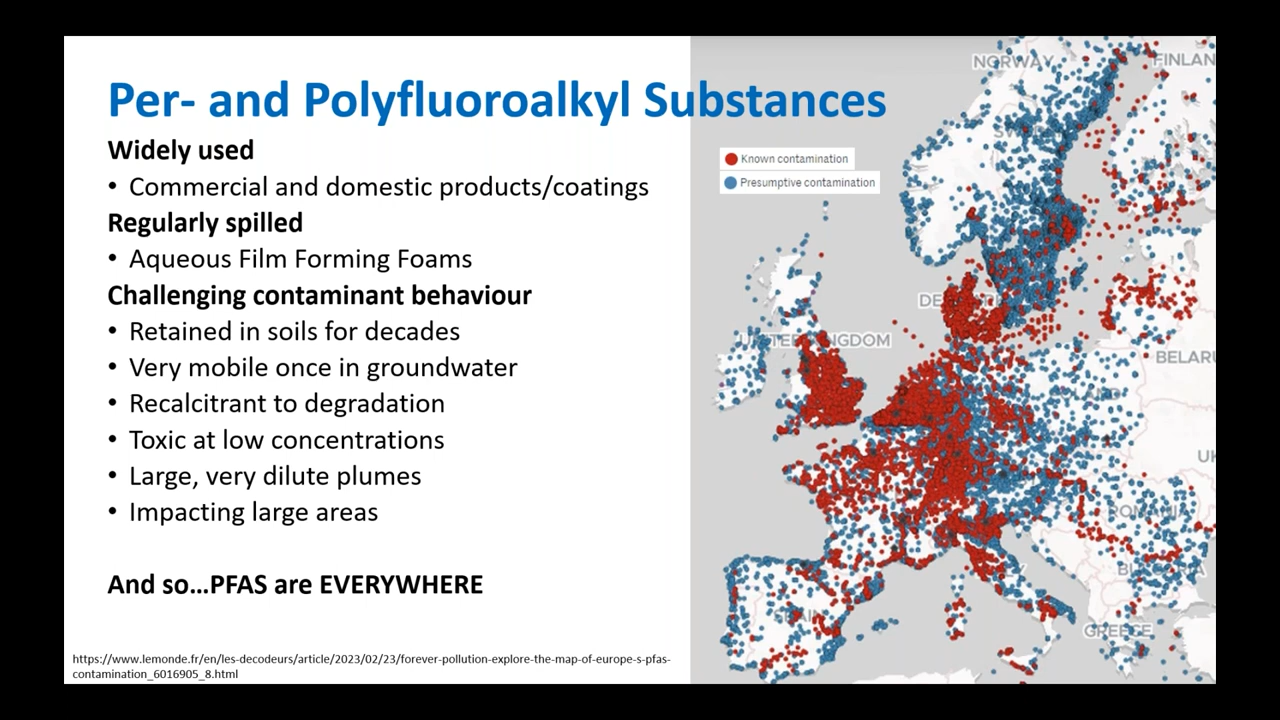 Per- and Polyfluoroalkyl Substances
Widely used
• Commercial and domestic products/coatings
Regularly spilled
• Aqueous Film Forming Foams
Challenging contaminant behaviour
• Retained in soils for decades
• Very mobile once in groundwater
• Recalcitrant to degradation
• Toxic at low concentrations
• Large, very dilute plumes
• Impacting large areas
And so...PFAS are EVERYWHERE
https://www.lemonde.fr/en/les-decodeurs/article/2023/02/23/forever-pollution-explore-the-map-of-europe-s-pfas-
contamination_6016905_8.html
Known contamination
Presumptive contamination
NORWAY
FINLAN
UNITED KINGDOM
BELARU
UK
ROMANIA
SPAIN
GREECE